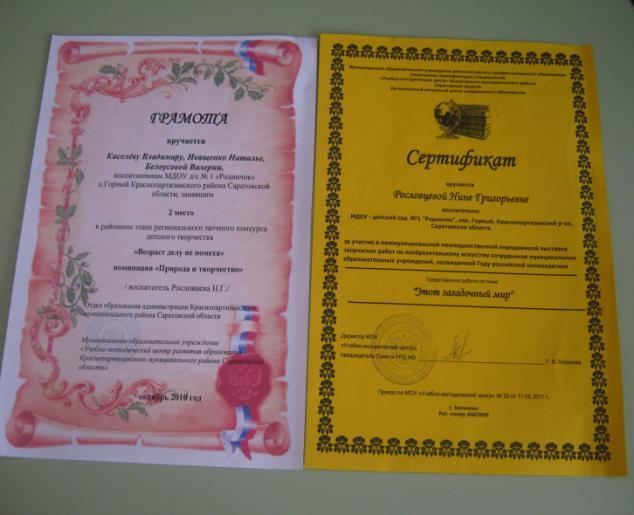 ГРАМОТА
вручается
Киселёву Владимиру, Иващенко Наталье,
Белоусовой Валерии,
воспитанникам МДОУ д/с № 1 «Родничок»
п.Горный Краснопартизанского района Саратовской
области, занявшим
2 место
в районном этапе регионального заочного конкурса
детского творчества
«Возраст делу не помеха»
номинация «Природа и творчество»
/ воспитатель Рословцева Н.Г./
Отдел образования администрации Краснопартизанского
муниципального района Саратовской области
Муниципальное образовательное учреждение
«Учебно-методический центр развития образования
Краснопартизанского муниципального района Саратовской
области»
октябрь 2010 год
Муниципальное образовательное учреждение дополнительного профессионального образования
(повышения квалификации) специалистов
«Учебно-методический центр» Балаковского муниципального района
Саратовской области
Региональный ресурсный центр непрерывного образования
Сертификат
вручается
Рословцевой Нине Григорьевне
воспитателю
МДОУ - детский сад №1 "Родничок", пос. Горный, Краснопартизанский р-он,
Саратовская область
за участие в межмуниципальной межведомственной передвижной выставке
творческих работ по изобразительному искусству сотрудников муниципальных
образовательных учреждений, посвященной Году российской космонавтики
Представлена работа по теме
"Этот загадочный мир"
Директор МОУ
«Учебно-методический центр»,
председатель Совета РРЦ НО
Приказ по МОУ «Учебно-методический центр» № 25 от 11.02.2011 г.
г. Балаково
Рег. номер